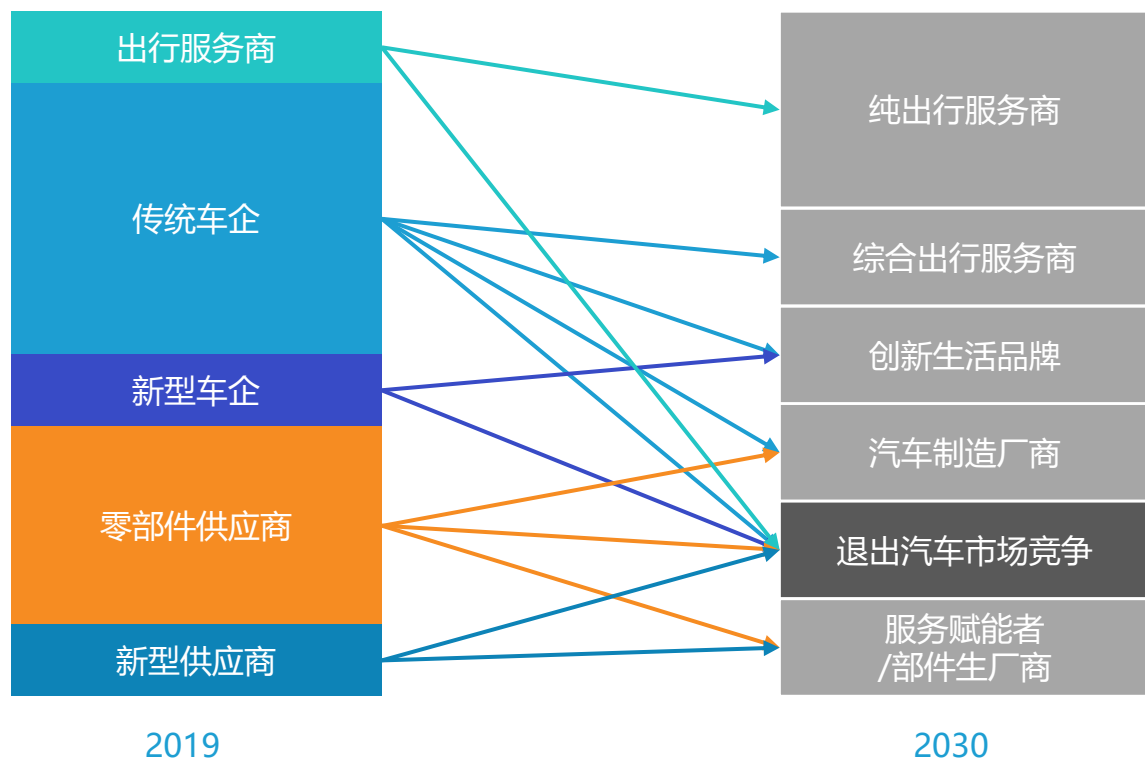 出行服务商
传统车企
新型车企
零部件供应商
新型供应商
2019
纯出行服务商
综合出行服务商
创新生活品牌
汽车制造厂商
退出汽车市场竞争
服务赋能者
/部件生厂商
2030